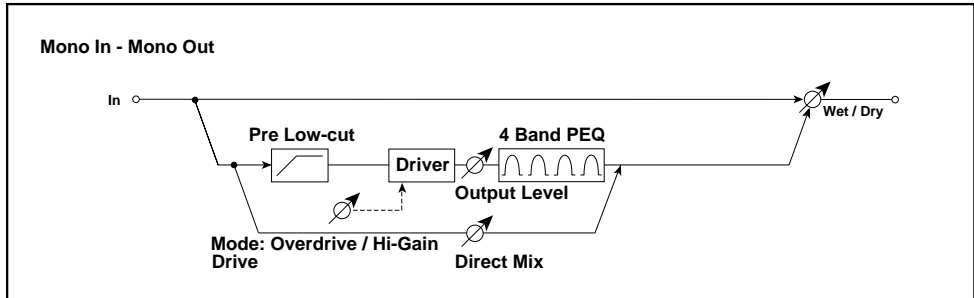 Mono In - Mono Out
In
Wet / Dry
Pre Low-cut
4 Band PEQ
Driver
Output Level
Mode: Overdrive / Hi-Gain
Drive
Direct Mix